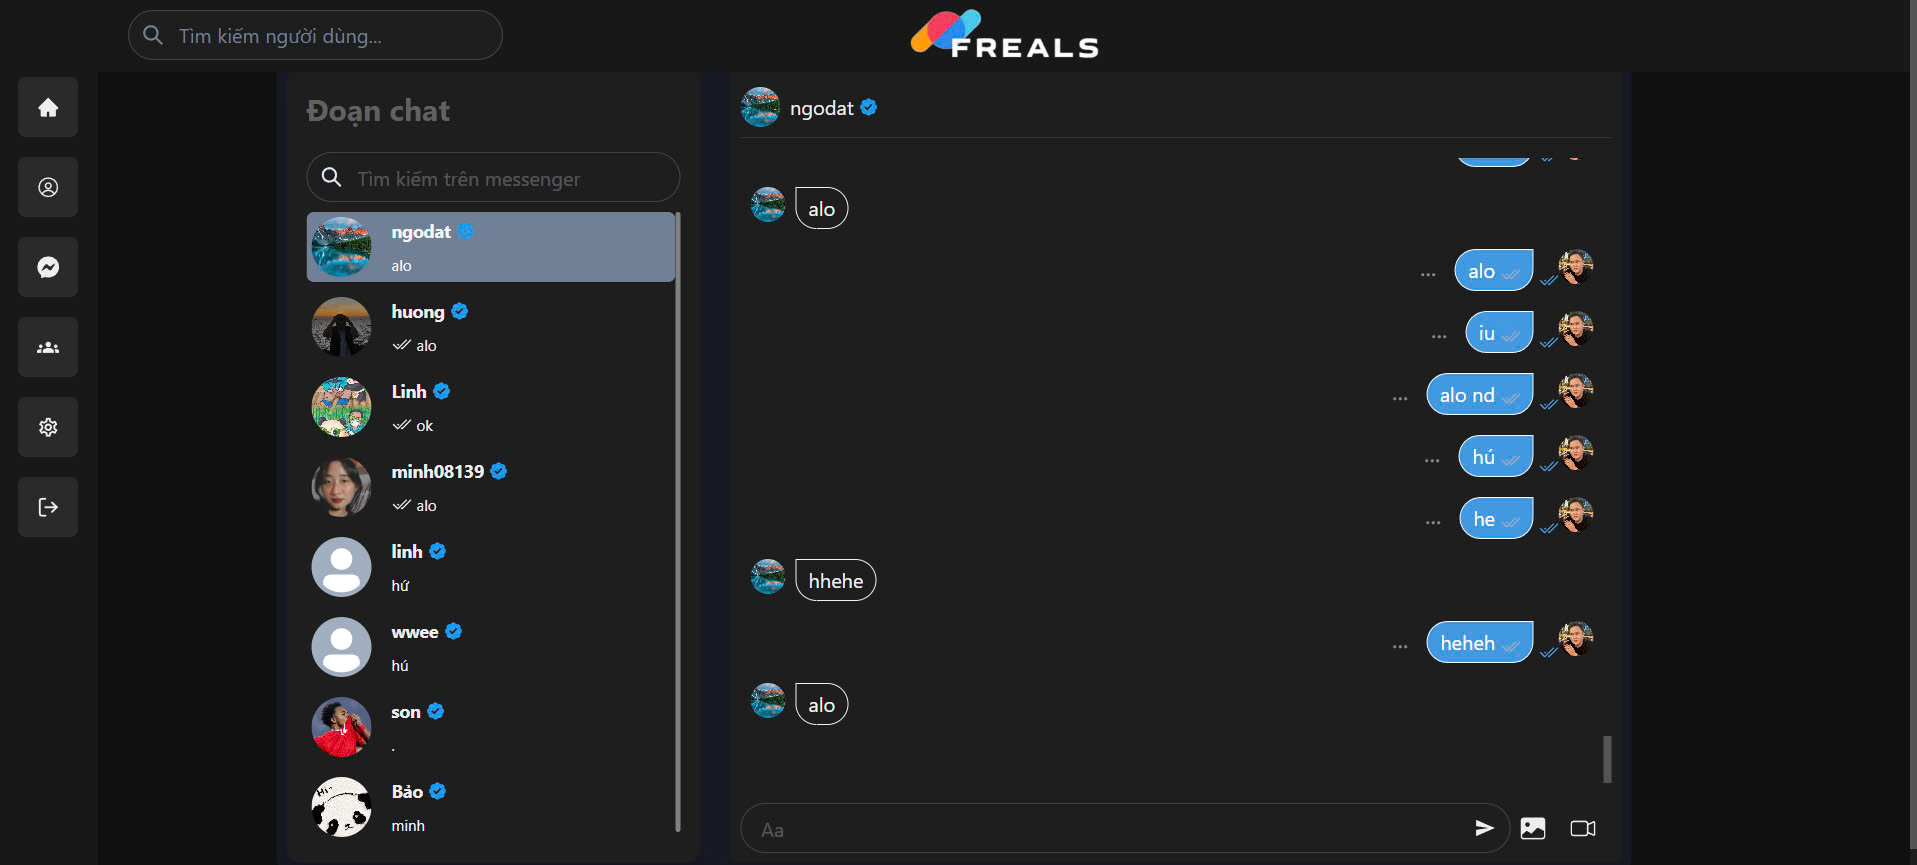 Tìm kiếm người dùng...
FREALS
Đoạn chat
Tìm kiếm trên messenger
ngodat
alo
huong
alo
Linh
ok
minh08139
alo
linh
hứ
wwee
hú
son
.
Bảo
minh
ngodat
alo
alo
iu
alo nd
hú
he
hhehe
heheh
alo
Aa